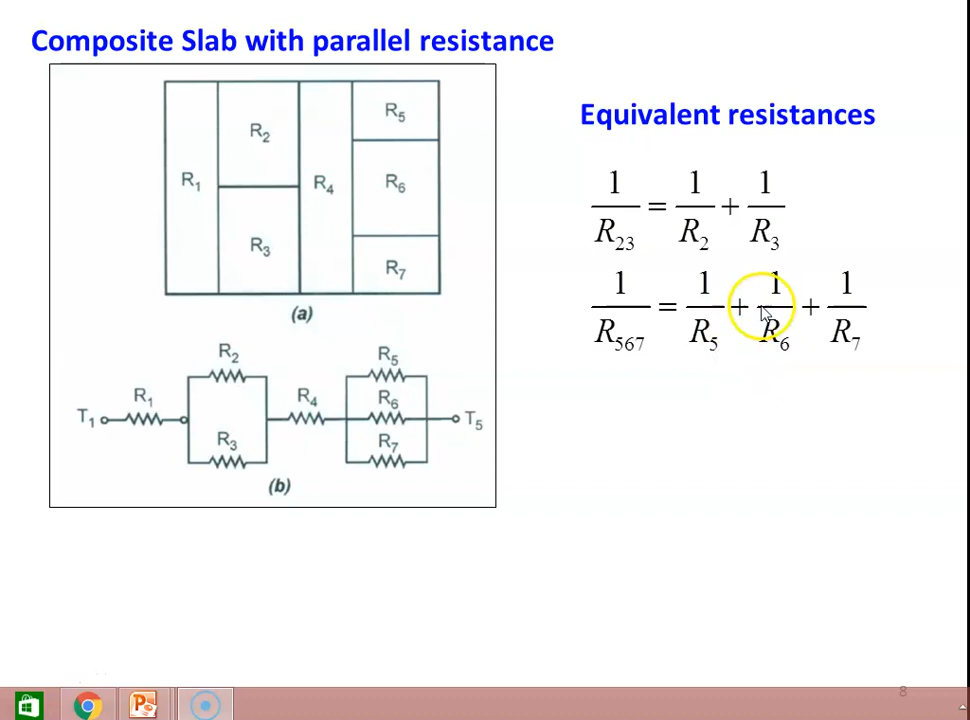 Composite Slab with parallel resistance
R₁
R₂
R₃
R₄
R₅
R₆
R₇
(a)
T₁
R₁
R₂
R₃
R₄
R₅
R₆
R₇
T₅
(b)
Equivalent resistances
1/R₂₃ = 1/R₂ + 1/R₃
1/R₅₆₇ = 1/R₅ + 1/R₆ + 1/R₇
8